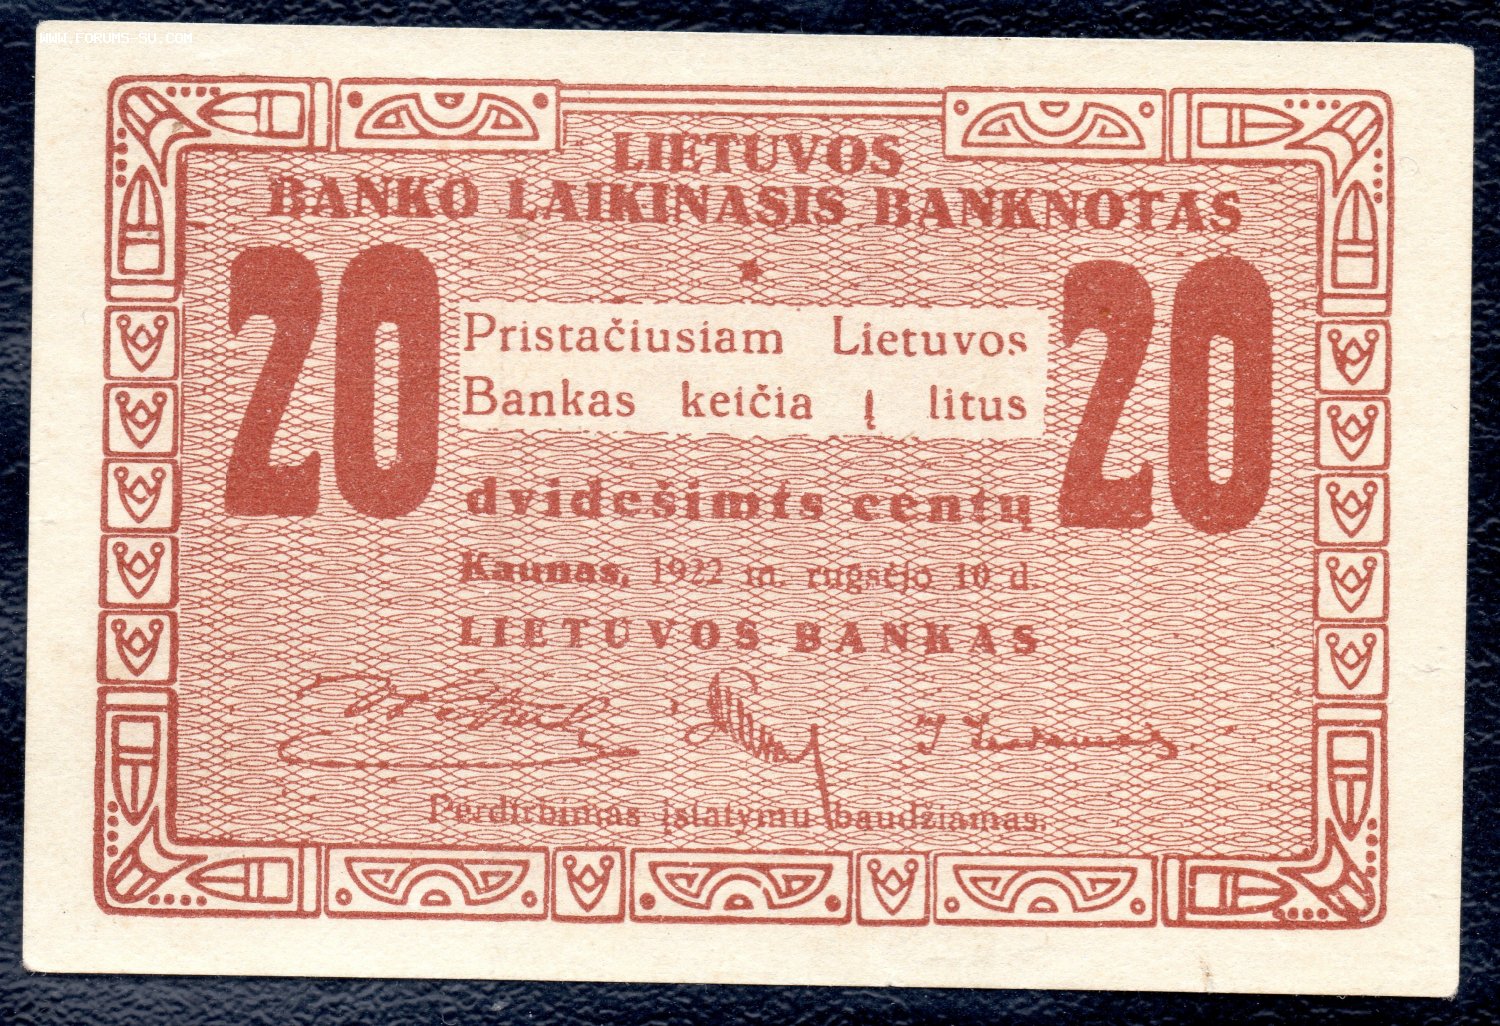 WWW.FORUMS-SU.COM
LIETUVOS
BANKO LAIKINASIS BANKNOTAS
20 20
Pristačiusiam Lietuvos
Bankas keičia į litus
dvidešimts centų
Kaunas, 1922 m. rugsėjo 10 d.
LIETUVOS BANKAS
Perdirbimas įstatymu baudžiamas.